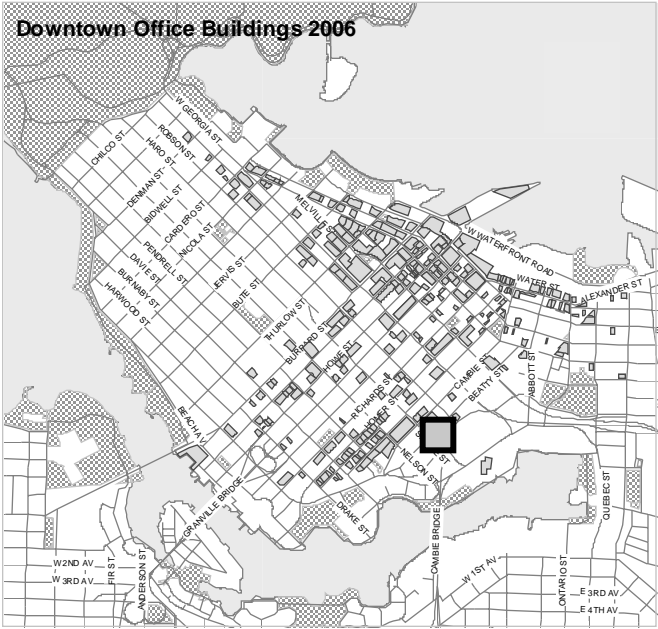 Downtown Office Buildings 2006
W GEORGIA ST
ROBSON ST
CHILCO ST
HARO ST
DENMAN ST
BIDWELL ST
CARDERO ST
NICOLA ST
PENDRELL ST
DAVIE ST
BURNABY ST
HARWOOD ST
JERVIS ST
BUTE ST
MELVILLE ST
W WATERFRONT ROAD
WATER ST
ALEXANDER ST
THURLOW ST
BURRARD ST
HOWE ST
RICHARDS ST
HOMER ST
CAMBIE ST
BEATTY ST
ABBOTT ST
BEACH AV
NELSON ST
DRAKE ST
GRANVILLE BRIDGE
CAMBIE BRIDGE
QUEBEC ST
W 2ND AV
W 3RD AV
FIR ST
ANDERSON ST
W 1ST AV
ONTARIO ST
E 3RD AV
E 4TH AV